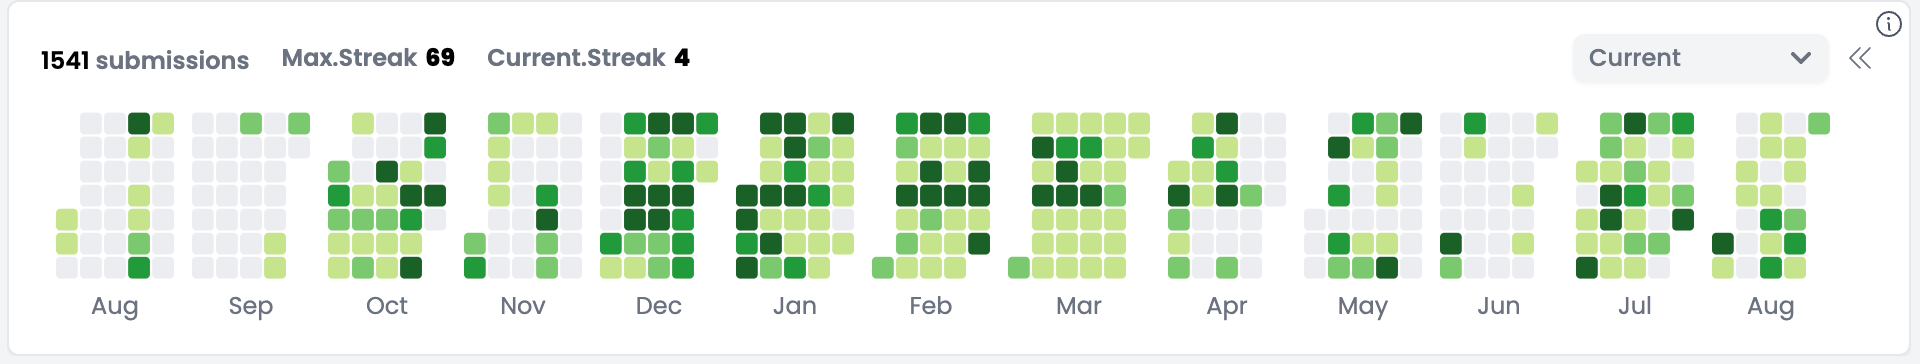 1541 submissions Max.Streak 69 Current.Streak 4 Current
Aug Sep Oct Nov Dec Jan Feb Mar Apr May Jun Jul Aug